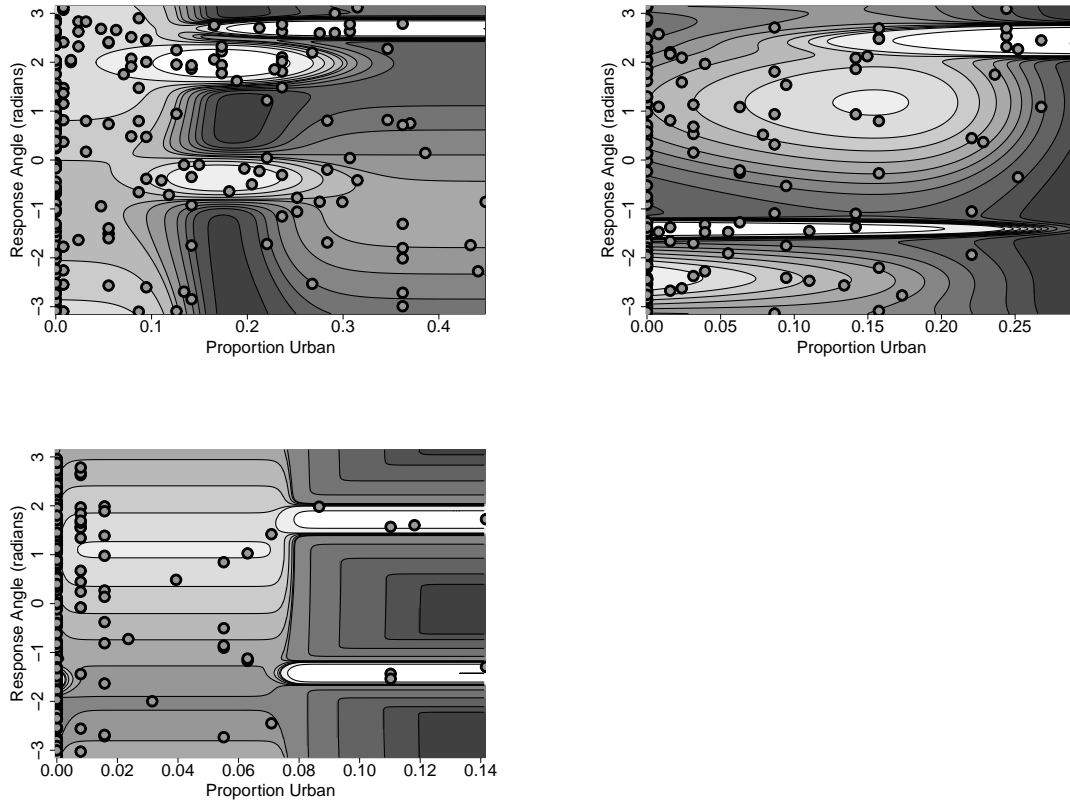 3
2
1
0
−1
−2
−3
Response Angle (radians)
0.0 0.1 0.2 0.3 0.4
Proportion Urban
3
2
1
0
−1
−2
−3
Response Angle (radians)
0.00 0.05 0.10 0.15 0.20 0.25
Proportion Urban
3
2
1
0
−1
−2
−3
Response Angle (radians)
0.00 0.02 0.04 0.06 0.08 0.10 0.12 0.14
Proportion Urban